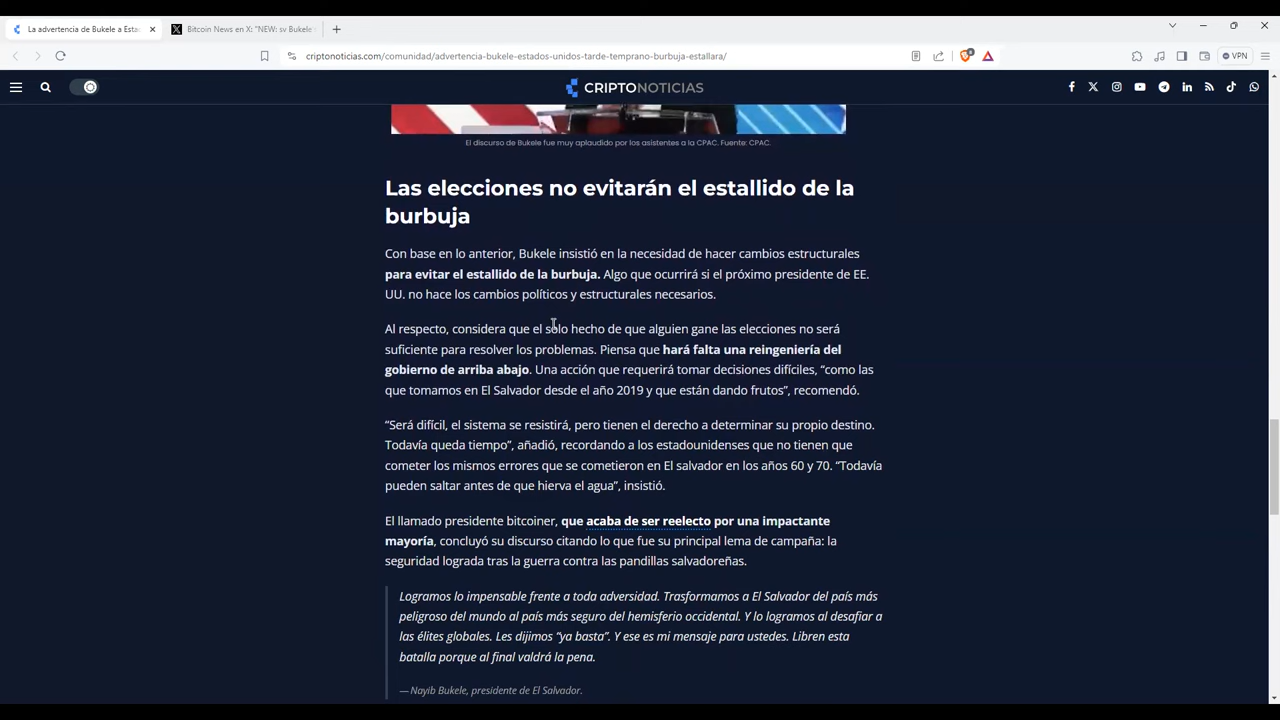 La advertencia de Bukele a Esta
Bitcoin News en X: "NEW: sv Bukele
criptonoticias.com/comunidad/advertencia-bukele-estados-unidos-tarde-temprano-burbuja-estallara/
VPN
CRIPTONOTICIAS
El discurso de Bukele fue muy aplaudido por los asistentes a la CPAC. Fuente: CPAC.
Las elecciones no evitarán el estallido de la
burbuja
Con base en lo anterior, Bukele insistió en la necesidad de hacer cambios estructurales
para evitar el estallido de la burbuja. Algo que ocurrirá si el próximo presidente de EE.
UU. no hace los cambios políticos y estructurales necesarios.
Al respecto, considera que el solo hecho de que alguien gane las elecciones no será
suficiente para resolver los problemas. Piensa que hará falta una reingeniería del
gobierno de arriba abajo. Una acción que requerirá tomar decisiones difíciles, “como las
que tomamos en El Salvador desde el año 2019 y que están dando frutos”, recomendó.
“Será difícil, el sistema se resistirá, pero tienen el derecho a determinar su propio destino.
Todavía queda tiempo”, añadió, recordando a los estadounidenses que no tienen que
cometer los mismos errores que se cometieron en El salvador en los años 60 y 70. “Todavía
pueden saltar antes de que hierva el agua”, insistió.
El llamado presidente bitcoiner, que acaba de ser reelecto por una impactante
mayoría, concluyó su discurso citando lo que fue su principal lema de campaña: la
seguridad lograda tras la guerra contra las pandillas salvadoreñas.
Logramos lo impensable frente a toda adversidad. Trasformamos a El Salvador del país más
peligroso del mundo al país más seguro del hemisferio occidental. Y lo logramos al desafiar a
las élites globales. Les dijimos “ya basta”. Y ese es mi mensaje para ustedes. Libren esta
batalla porque al final valdrá la pena.
— Nayib Bukele, presidente de El Salvador.